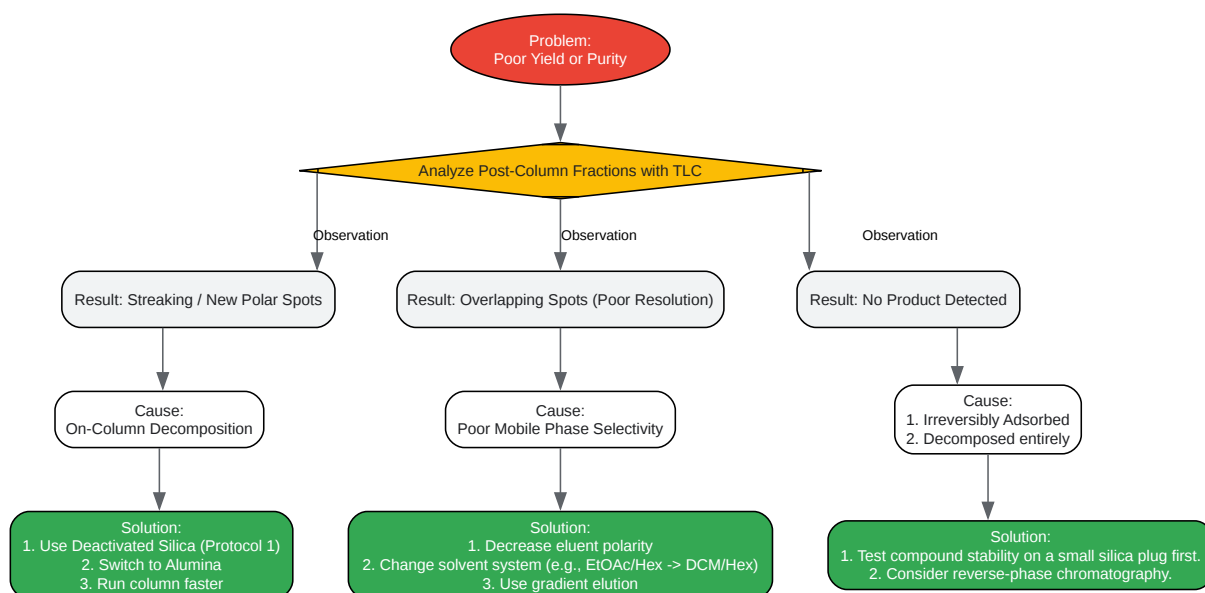 Problem:
Poor Yield or Purity
Analyze Post-Column Fractions with TLC
Observation
Observation
Observation
Result: Streaking / New Polar Spots
Result: Overlapping Spots (Poor Resolution)
Result: No Product Detected
Cause:
On-Column Decomposition
Cause:
Poor Mobile Phase Selectivity
Cause:
1. Irreversibly Adsorbed
2. Decomposed entirely
Solution:
1. Use Deactivated Silica (Protocol 1)
2. Switch to Alumina
3. Run column faster
Solution:
1. Decrease eluent polarity
2. Change solvent system (e.g., EtOAc/Hex -> DCM/Hex)
3. Use gradient elution
Solution:
1. Test compound stability on a small silica plug first.
2. Consider reverse-phase chromatography.